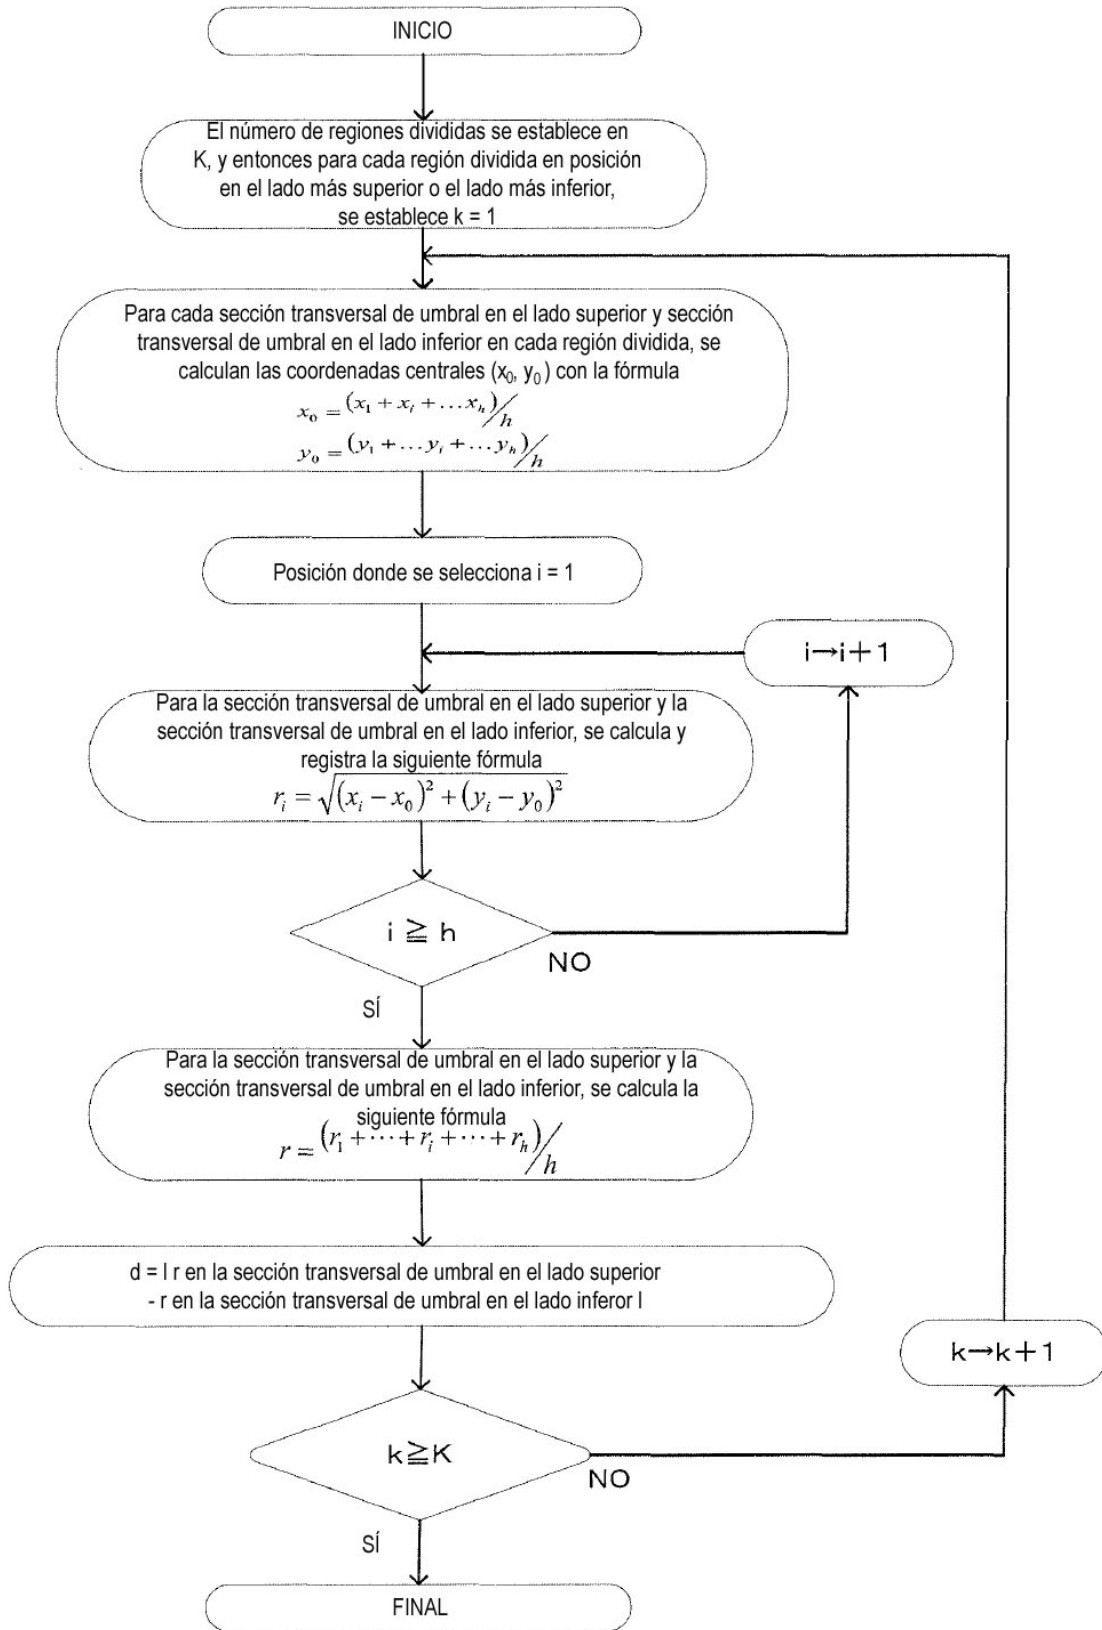 INICIO
El número de regiones divididas se establece en
K, y entonces para cada región dividida en posición
en el lado más superior o el lado más inferior,
se establece k = 1
Para cada sección transversal de umbral en el lado superior y sección
transversal de umbral en el lado inferior en cada región dividida, se
calculan las coordenadas centrales (x₀, y₀) con la fórmula
x₀ = (x₁ + xᵢ + ...xₕ)/h
y₀ = (y₁ + ...yᵢ + ...yₕ)/h
Posición donde se selecciona i = 1
i→i+1
Para la sección transversal de umbral en el lado superior y la
sección transversal de umbral en el lado inferior, se calcula y
registra la siguiente fórmula
rᵢ = √((xᵢ − x₀)² + (yᵢ − y₀)²)
i ≧ h
NO
SÍ
Para la sección transversal de umbral en el lado superior y la
sección transversal de umbral en el lado inferior, se calcula la
siguiente fórmula
r = (r₁ + ··· + rᵢ + ··· + rₕ)/h
d = l r en la sección transversal de umbral en el lado superior
- r en la sección transversal de umbral en el lado inferor l
k→k+1
k≧K
NO
SÍ
FINAL